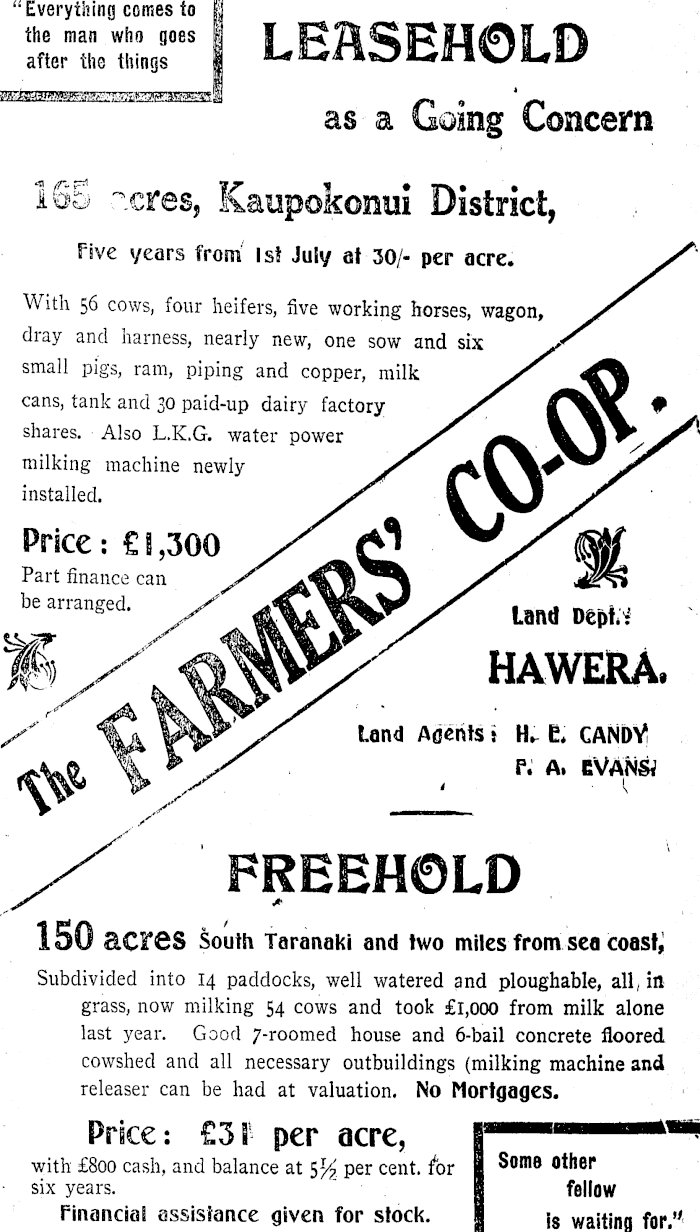 "Everything comes to
the man who goes
after the things
LEASEHOLD
as a Going Concern
165 acres, Kaupokonui District,
Five years from 1st July at 30/- per acre.
With 56 cows, four heifers, five working horses, wagon,
dray and harness, nearly new, one sow and six
small pigs, ram, piping and copper, milk
cans, tank and 30 paid-up dairy factory
shares. Also L.K.G. water power
milking machine newly
installed.
Price: £1,300
Part finance can
be arranged.
The FARMERS' CO-OP.
Land Dept.:
HAWERA.
Land Agents: H. E. CANDY
F. A. EVANS.
FREEHOLD
150 acres South Taranaki and two miles from sea coast,
Subdivided into 14 paddocks, well watered and ploughable, all in
grass, now milking 54 cows and took £1,000 from milk alone
last year. Good 7-roomed house and 6-bail concrete floored
cowshed and all necessary outbuildings (milking machine and
releaser can be had at valuation. No Mortgages.
Price: £31 per acre,
with £800 cash, and balance at 5½ per cent. for
six years.
Financial assistance given for stock.
Some other
fellow
is waiting for."